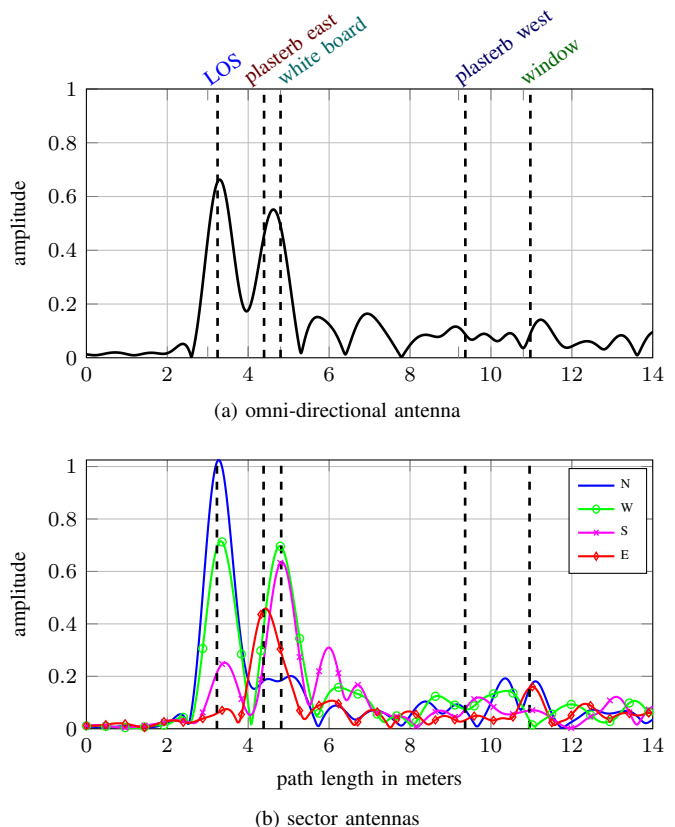 LOS
plasterb east
white board
plasterb west
window
1
0.8
0.6
0.4
0.2
0
amplitude
0 2 4 6 8 10 12 14
(a) omni-directional antenna
1
0.8
0.6
0.4
0.2
0
amplitude
N
W
S
E
0 2 4 6 8 10 12 14
path length in meters
(b) sector antennas